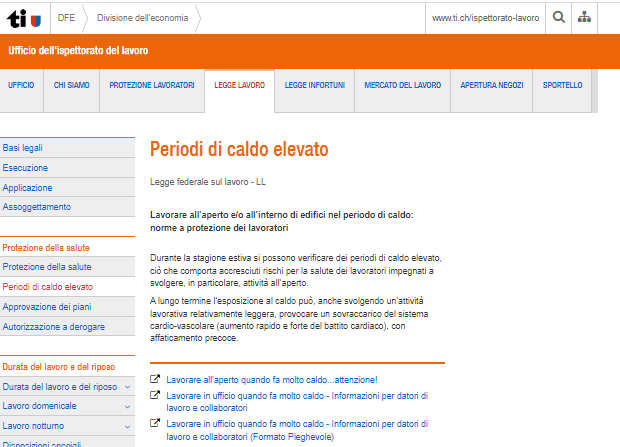 ti
DFE
Divisione dell'economia
www.ti.ch/ispettorato-lavoro
Ufficio dell'ispettorato del lavoro
UFFICIO
CHI SIAMO
PROTEZIONE LAVORATORI
LEGGE LAVORO
LEGGE INFORTUNI
MERCATO DEL LAVORO
APERTURA NEGOZI
SPORTELLO
Basi legali
Esecuzione
Applicazione
Assoggettamento
Protezione della salute
Protezione della salute
Periodi di caldo elevato
Approvazione dei piani
Autorizzazione a derogare
Durata del lavoro e del riposo
Durata del lavoro e del riposo
Lavoro domenicale
Lavoro notturno
Disposizioni speciali
Periodi di caldo elevato
Legge federale sul lavoro - LL
Lavorare all'aperto e/o all'interno di edifici nel periodo di caldo:
norme a protezione dei lavoratori
Durante la stagione estiva si possono verificare dei periodi di caldo elevato,
ciò che comporta accresciuti rischi per la salute dei lavoratori impegnati a
svolgere, in particolare, attività all'aperto.
A lungo termine l'esposizione al caldo può, anche svolgendo un'attività
lavorativa relativamente leggera, provocare un sovraccarico del sistema
cardio-vascolare (aumento rapido e forte del battito cardiaco), con
affaticamento precoce.
Lavorare all'aperto quando fa molto caldo...attenzione!
Lavorare in ufficio quando fa molto caldo - Informazioni per datori di
lavoro e collaboratori
Lavorare in ufficio quando fa molto caldo - Informazioni per datori di
lavoro e collaboratori (Formato Pieghevole)